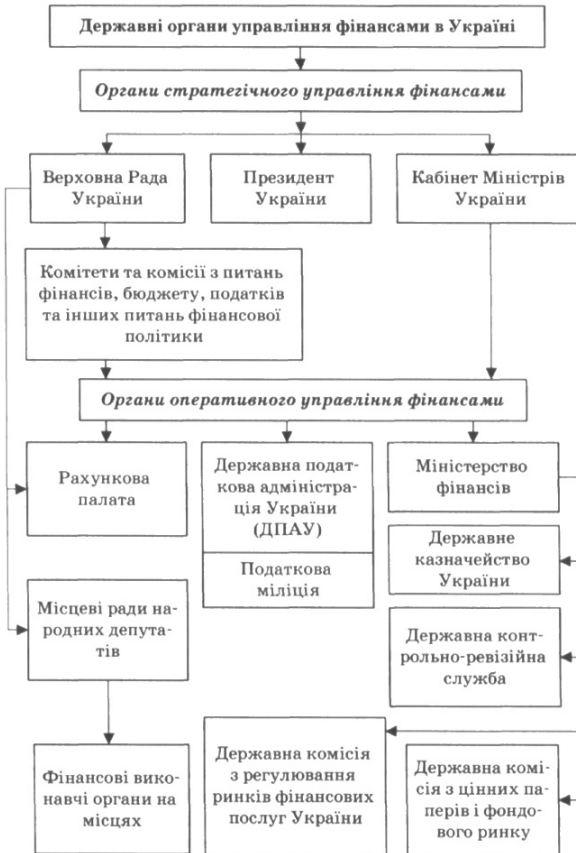 Державні органи управління фінансами в Україні
Органи стратегічного управління фінансами
Верховна Рада
України
Президент
України
Кабінет Міністрів
України
Комітети та комісії з питань
фінансів, бюджету, податків
та інших питань фінансової
політики
Органи оперативного управління фінансами
Рахункова
палата
Державна подат-
кова адміністра-
ція України
(ДПАУ)
Податкова
міліція
Міністерство
фінансів
Державне
казначейство
України
Місцеві ради на-
родних депута-
тів
Державна конт-
рольно-ревізійна
служба
Фінансові вико-
навчі органи на
місцях
Державна комісія
з регулювання
ринків фінансових
послуг України
Державна комі-
сія з цінних па-
перів і фондо-
вого ринку